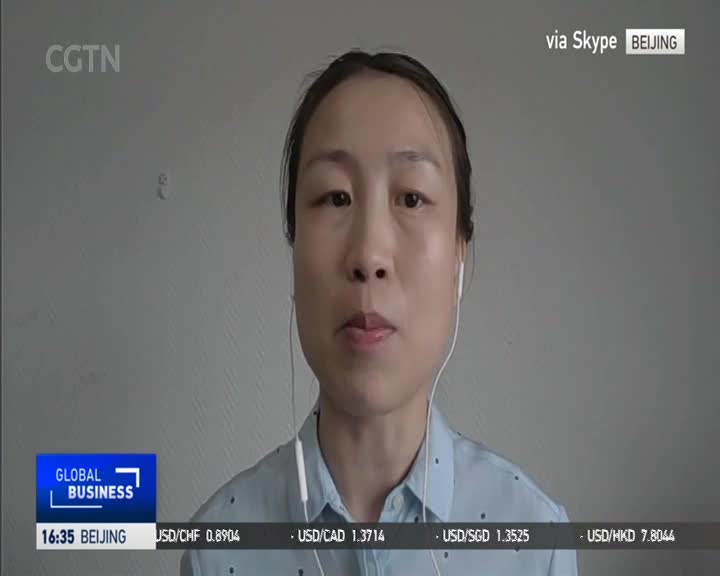 CGTN
via Skype BEIJING
GLOBAL
BUSINESS
16:35 BEIJING
USD/CHF 0.8904 · USD/CAD 1.3714 · USD/SGD 1.3525 · USD/HKD 7.8044